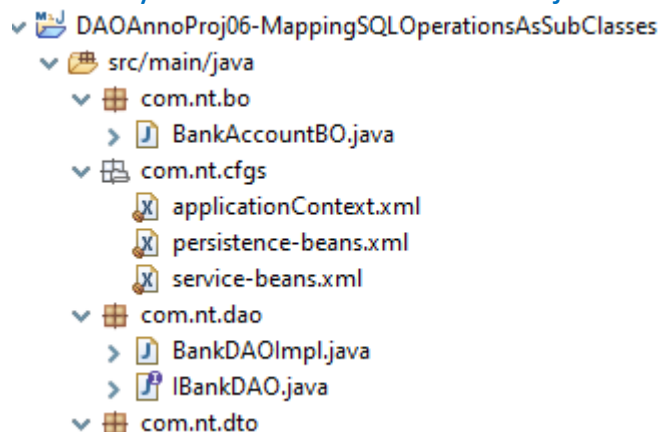 DAOAnnoProj06-MappingSQLOperationsAsSubClasses
src/main/java
com.nt.bo
BankAccountBO.java
com.nt.cfgs
applicationContext.xml
persistence-beans.xml
service-beans.xml
com.nt.dao
BankDAOImpl.java
IBankDAO.java
com.nt.dto